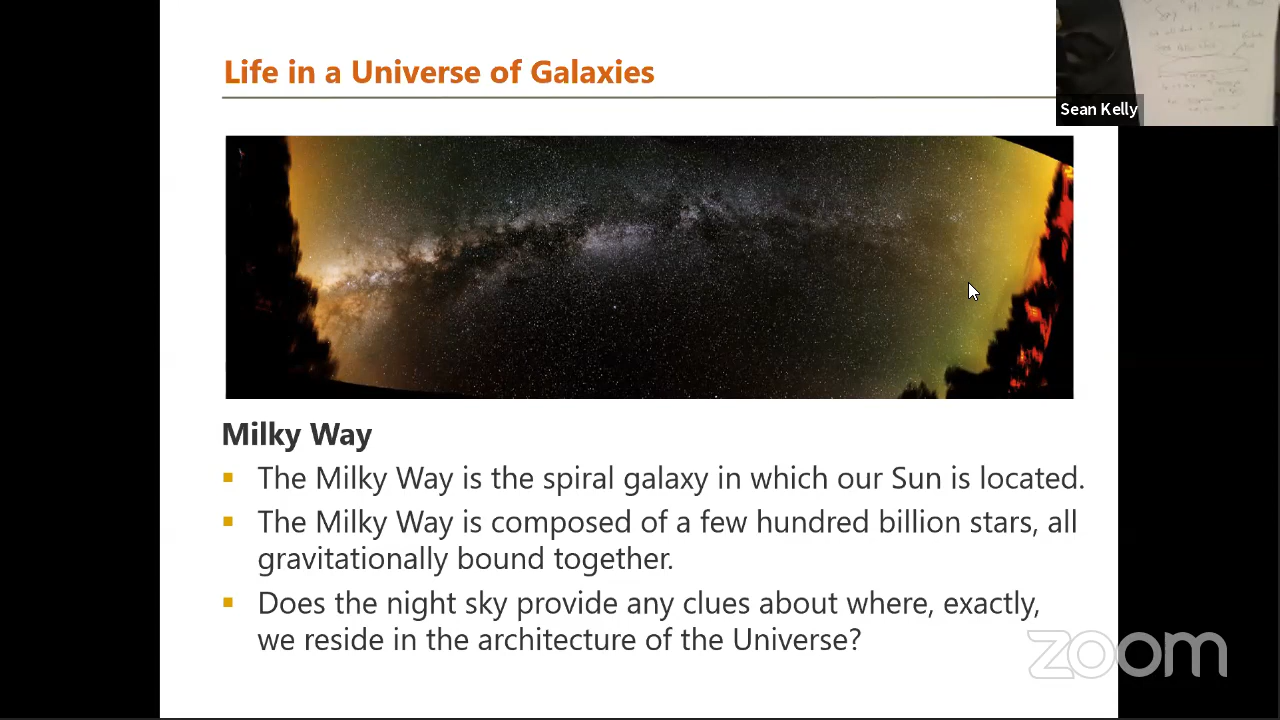 Life in a Universe of Galaxies
Sean Kelly
Milky Way
▪ The Milky Way is the spiral galaxy in which our Sun is located.
▪ The Milky Way is composed of a few hundred billion stars, all
gravitationally bound together.
▪ Does the night sky provide any clues about where, exactly,
we reside in the architecture of the Universe?
zoom